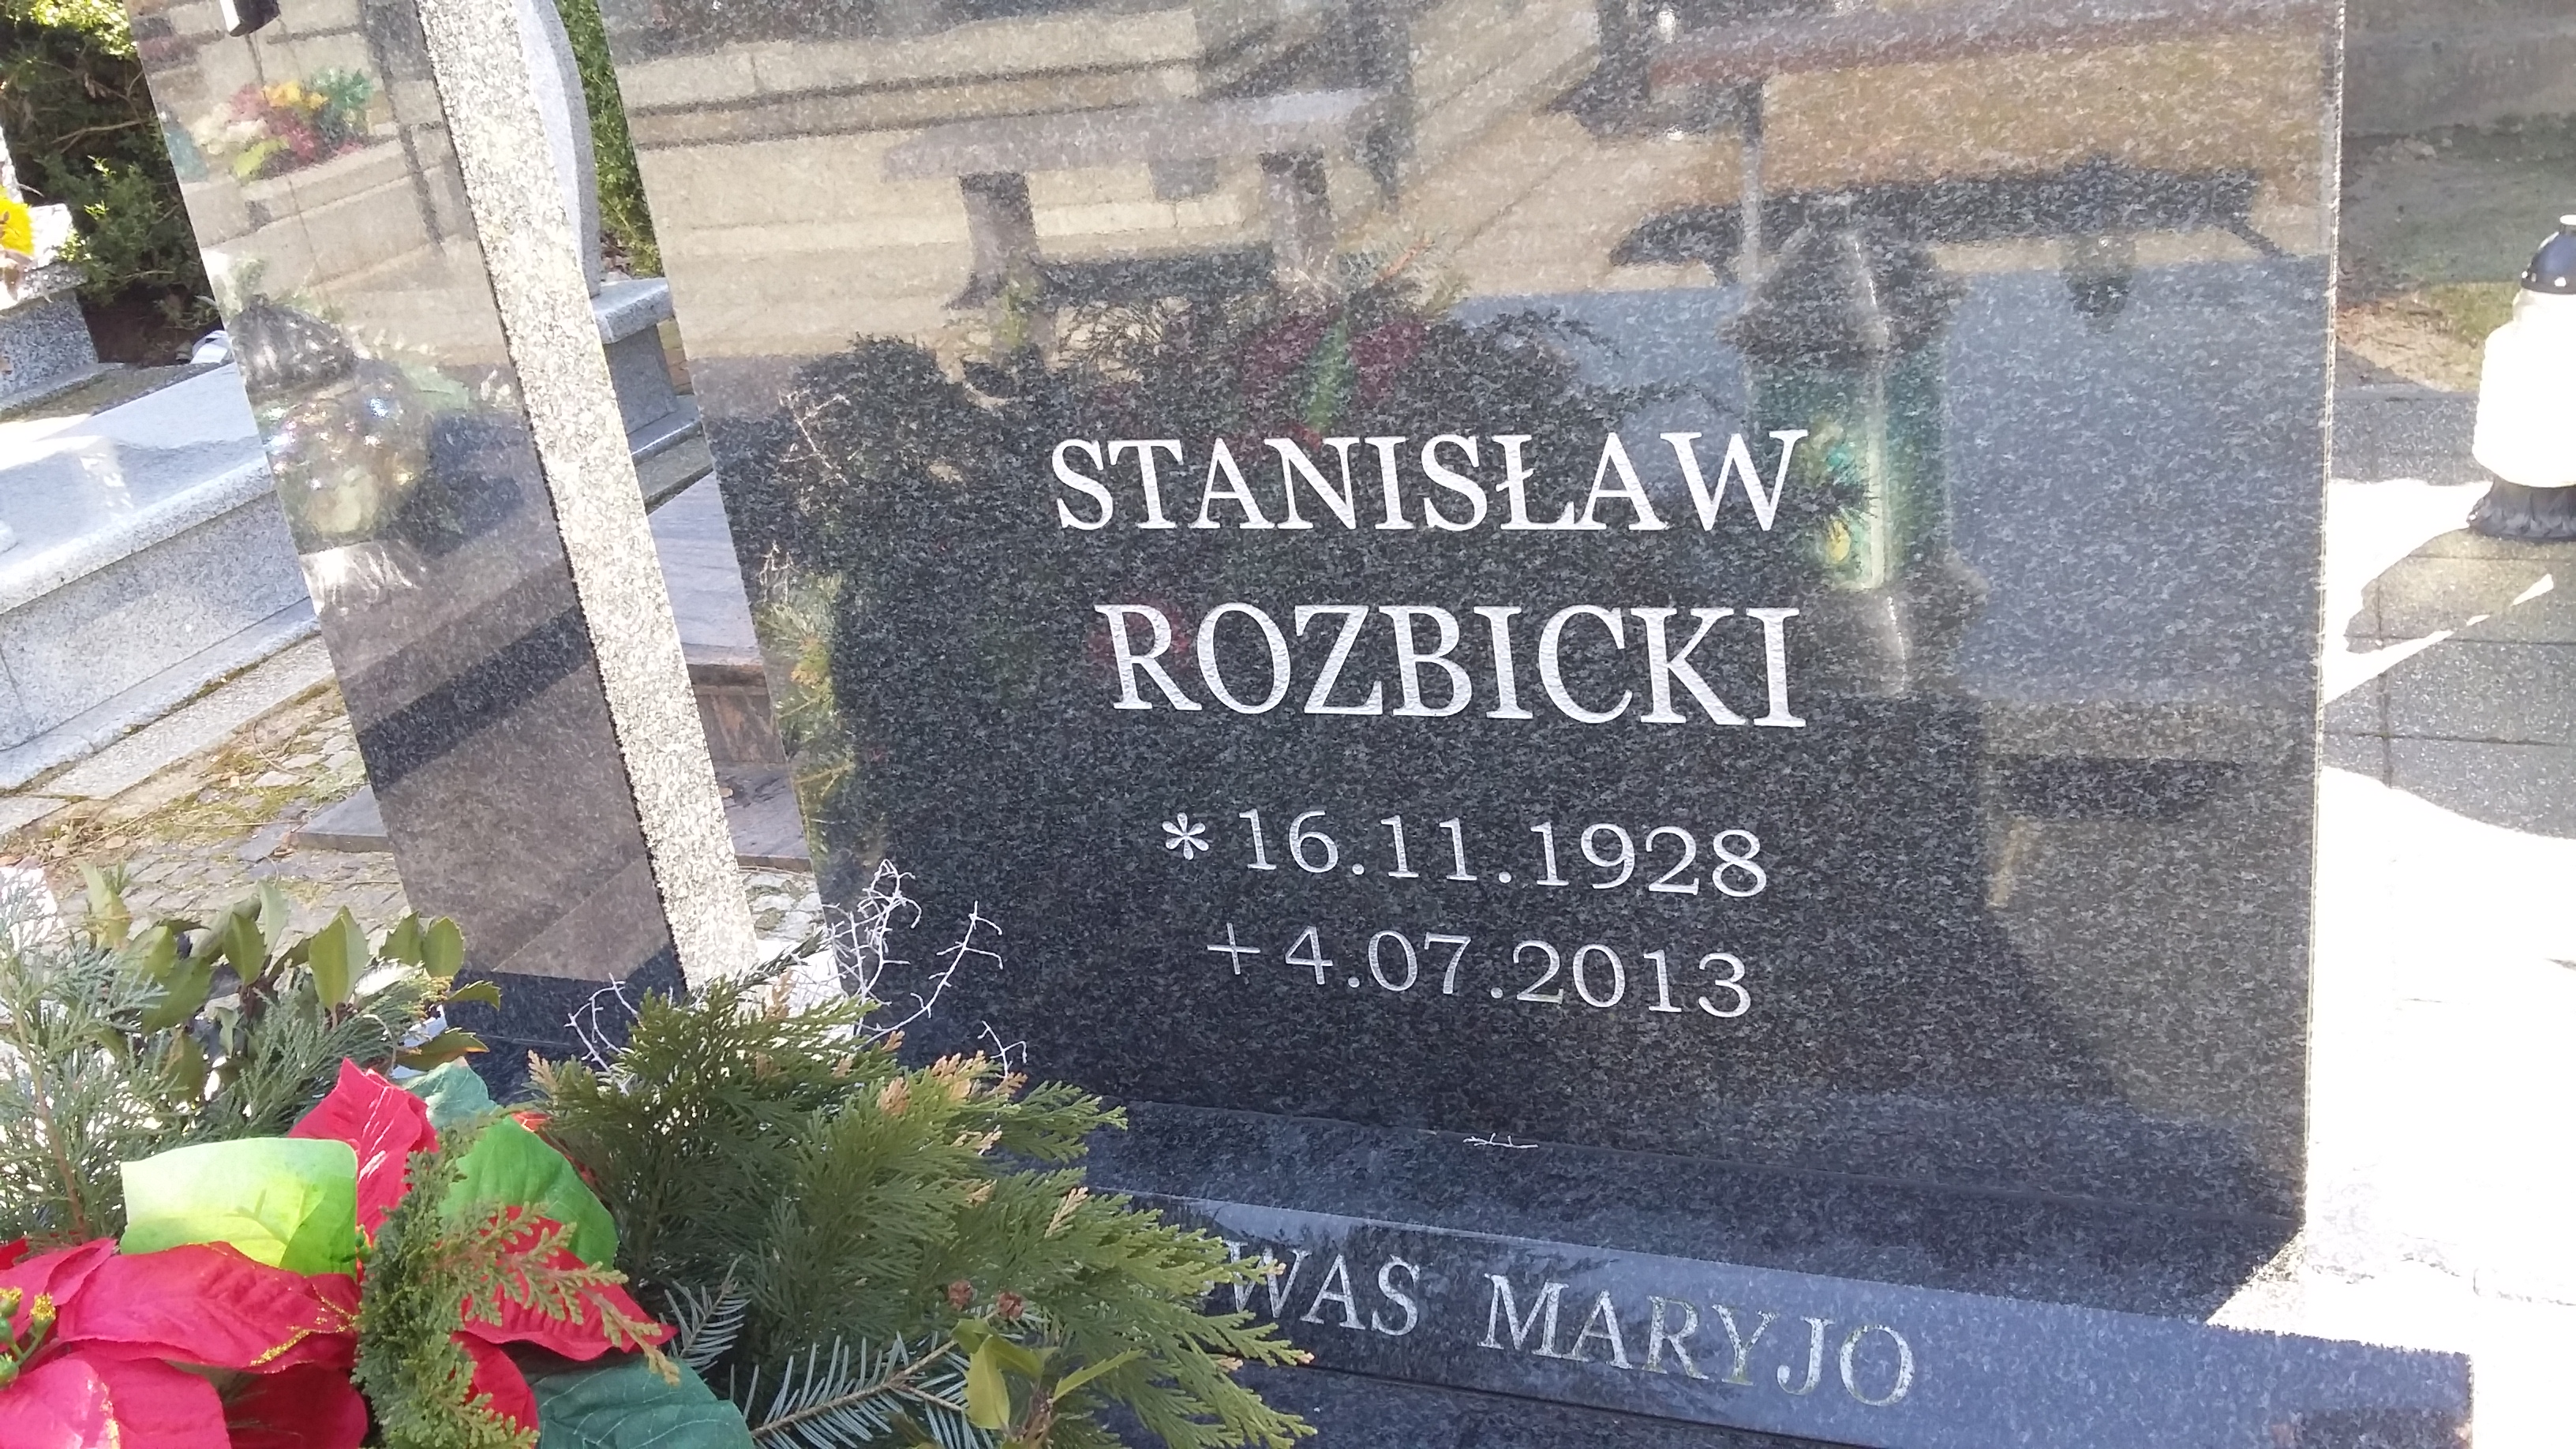 STANISŁAW
ROZBICKI
* 16.11.1928
+ 4.07.2013
WAS MARYJO